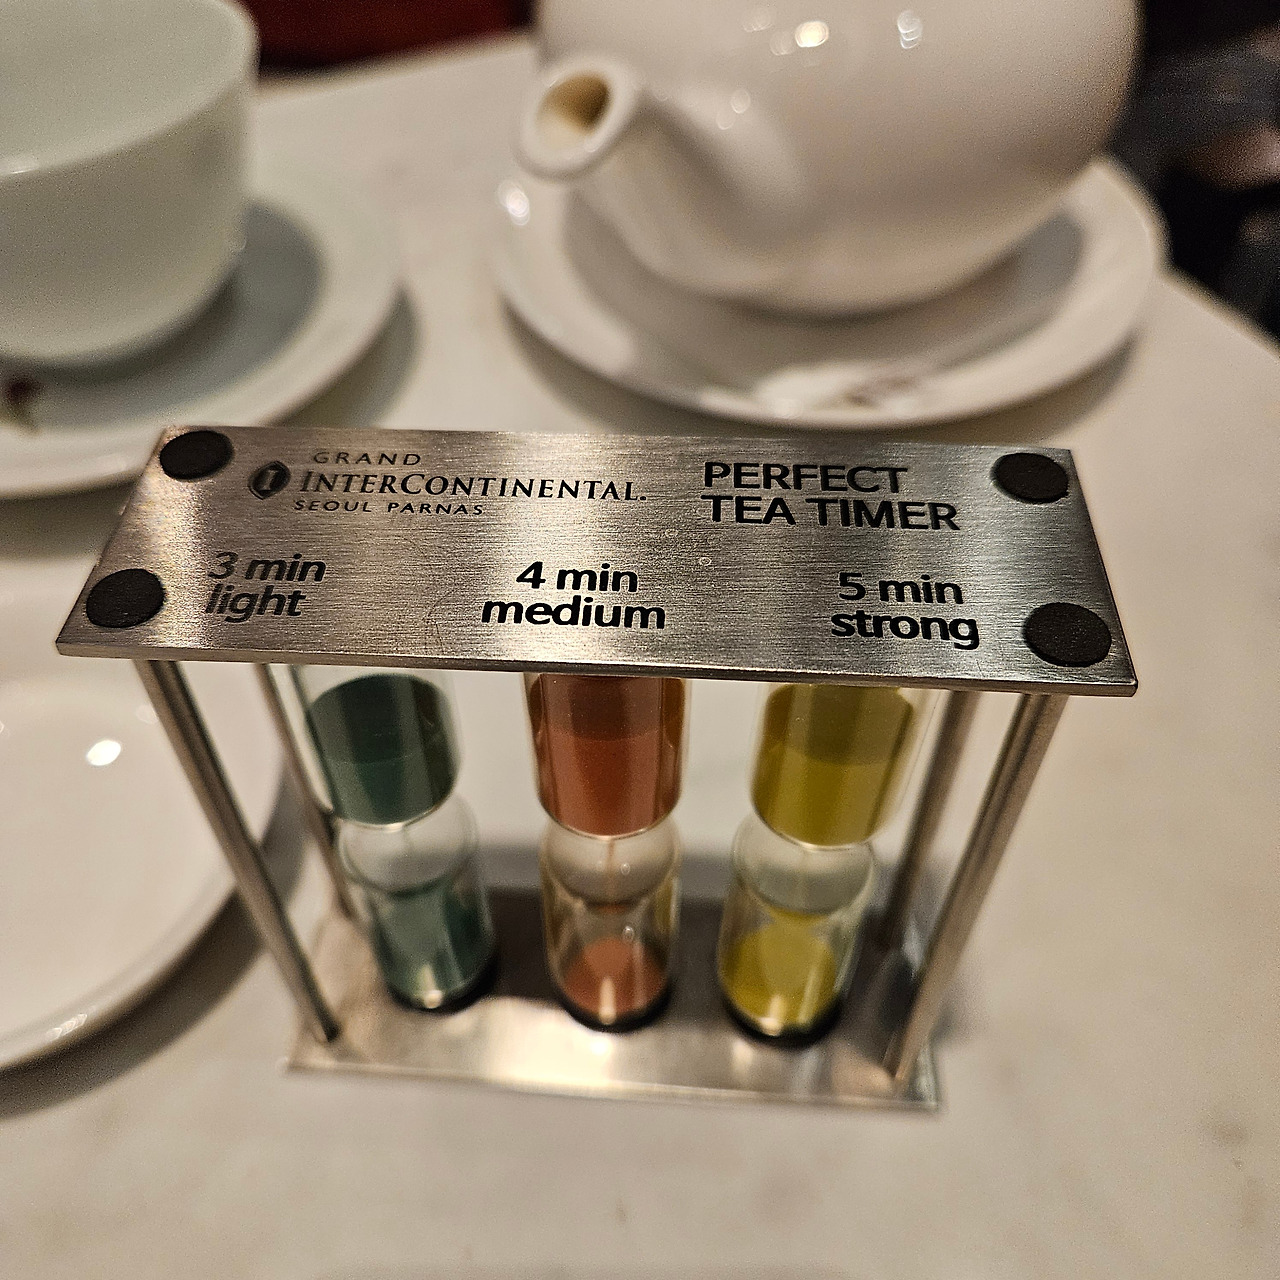 GRAND
INTERCONTINENTAL.
SEOUL PARNAS
PERFECT
TEA TIMER
3 min
light
4 min
medium
5 min
strong